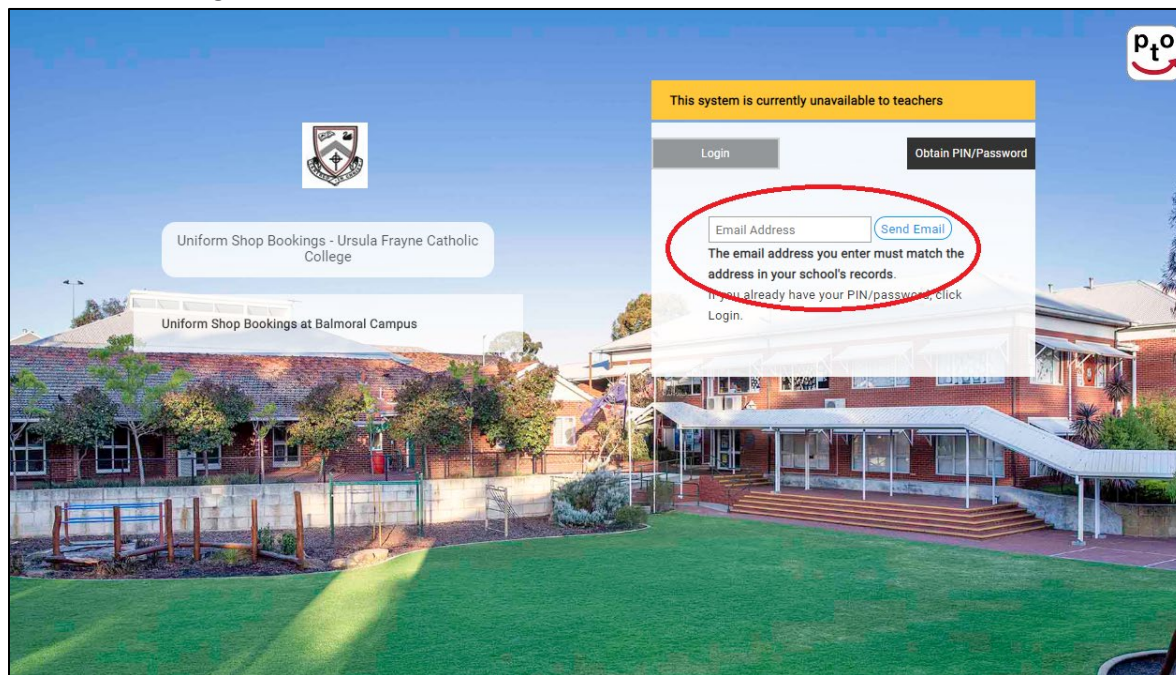 pto
This system is currently unavailable to teachers
Login
Obtain PIN/Password
Email Address
Send Email
The email address you enter must match the
address in your school's records.
If you already have your PIN/password, click
Login.
Uniform Shop Bookings - Ursula Frayne Catholic
College
Uniform Shop Bookings at Balmoral Campus